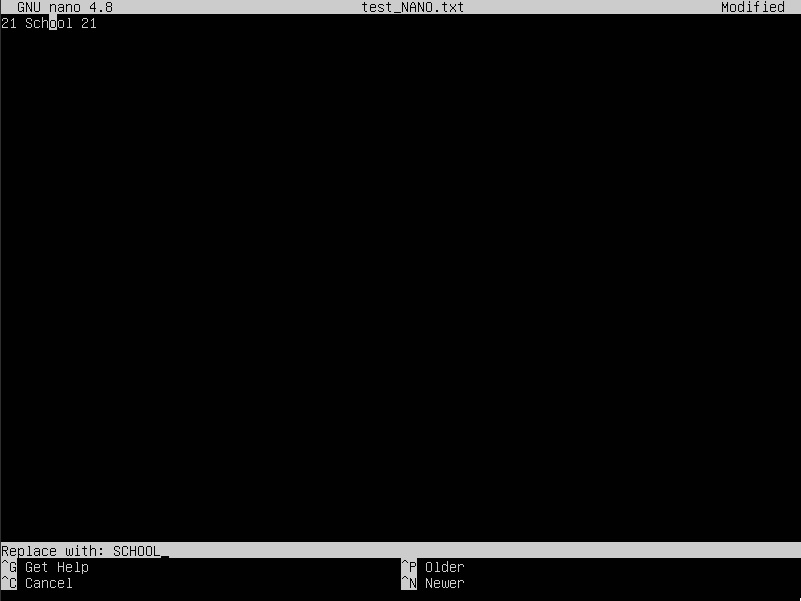 GNU nano 4.8 test_NANO.txt Modified
21 School 21
Replace with: SCHOOL_
^G Get Help ^P Older
^C Cancel ^N Newer